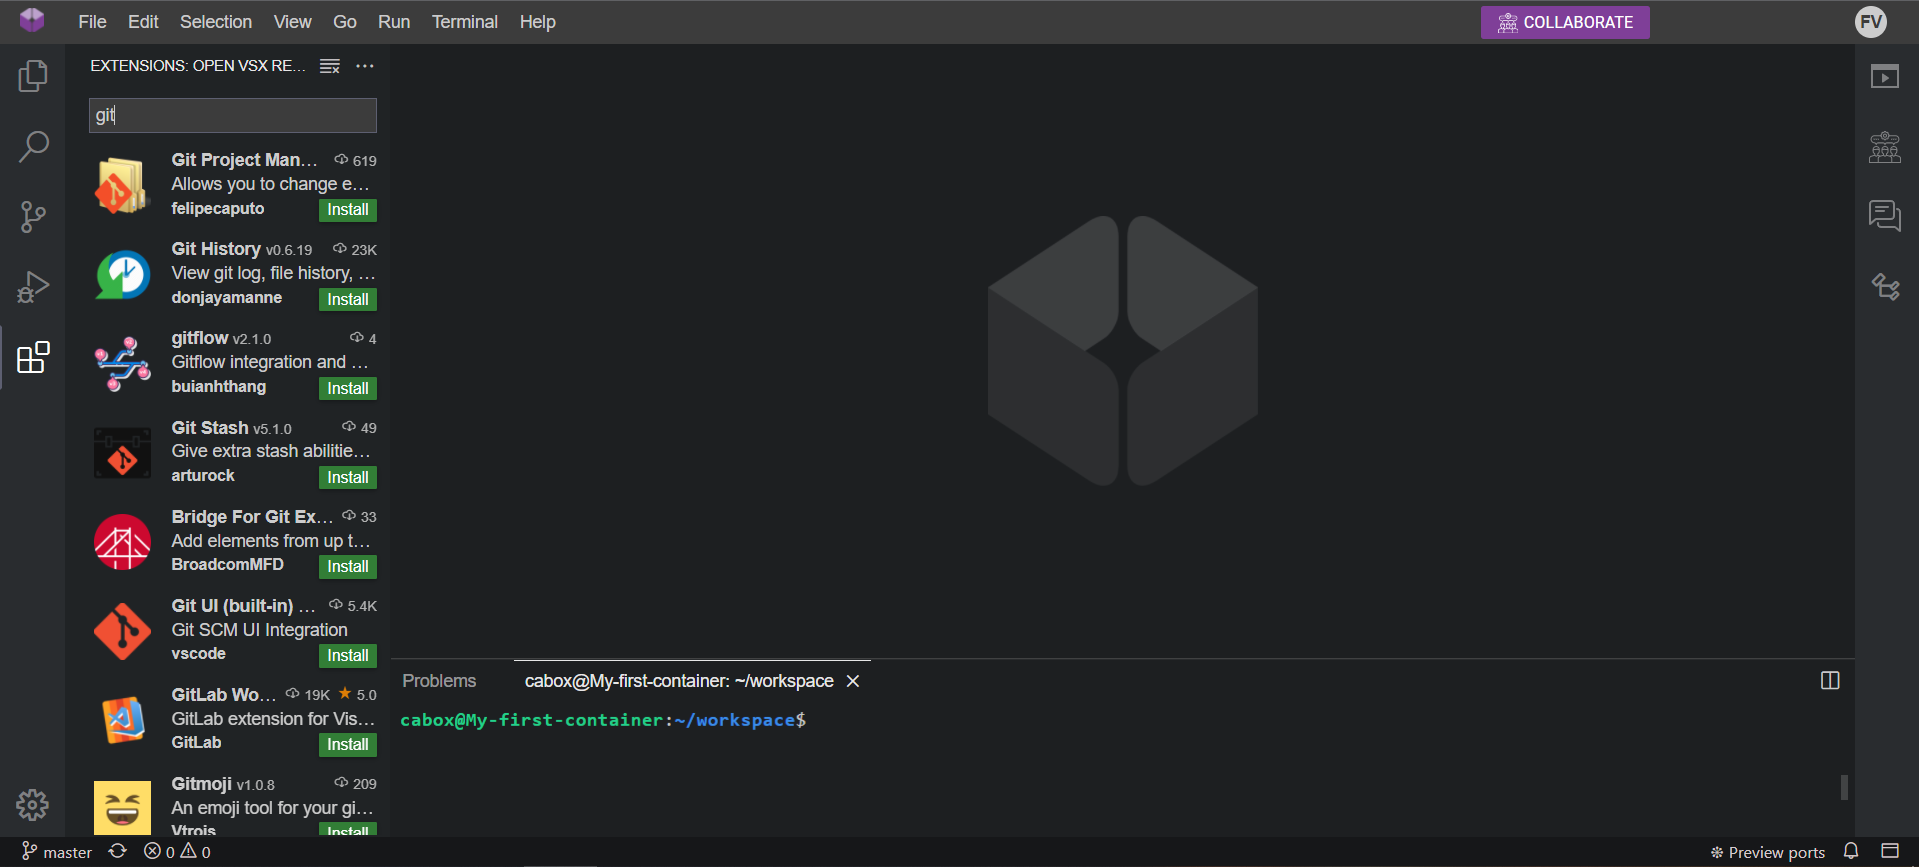 File Edit Selection View Go Run Terminal Help
COLLABORATE
FV
EXTENSIONS: OPEN VSX RE...
git
Git Project Man... 619
Allows you to change e...
felipecaputo Install
Git History v0.6.19 23K
View git log, file history, ...
donjayamanne Install
gitflow v2.1.0 4
Gitflow integration and ...
buianhthang Install
Git Stash v5.1.0 49
Give extra stash abilitie...
arturock Install
Bridge For Git Ex... 33
Add elements from up t...
BroadcomMFD Install
Git UI (built-in) ... 5.4K
Git SCM UI Integration
vscode Install
GitLab Wo... 19K 5.0
GitLab extension for Vis...
GitLab Install
Gitmoji v1.0.8 209
An emoji tool for your gi...
Vtrois Install
Problems cabox@My-first-container: ~/workspace
cabox@My-first-container:~/workspace$
master 0 0
Preview ports